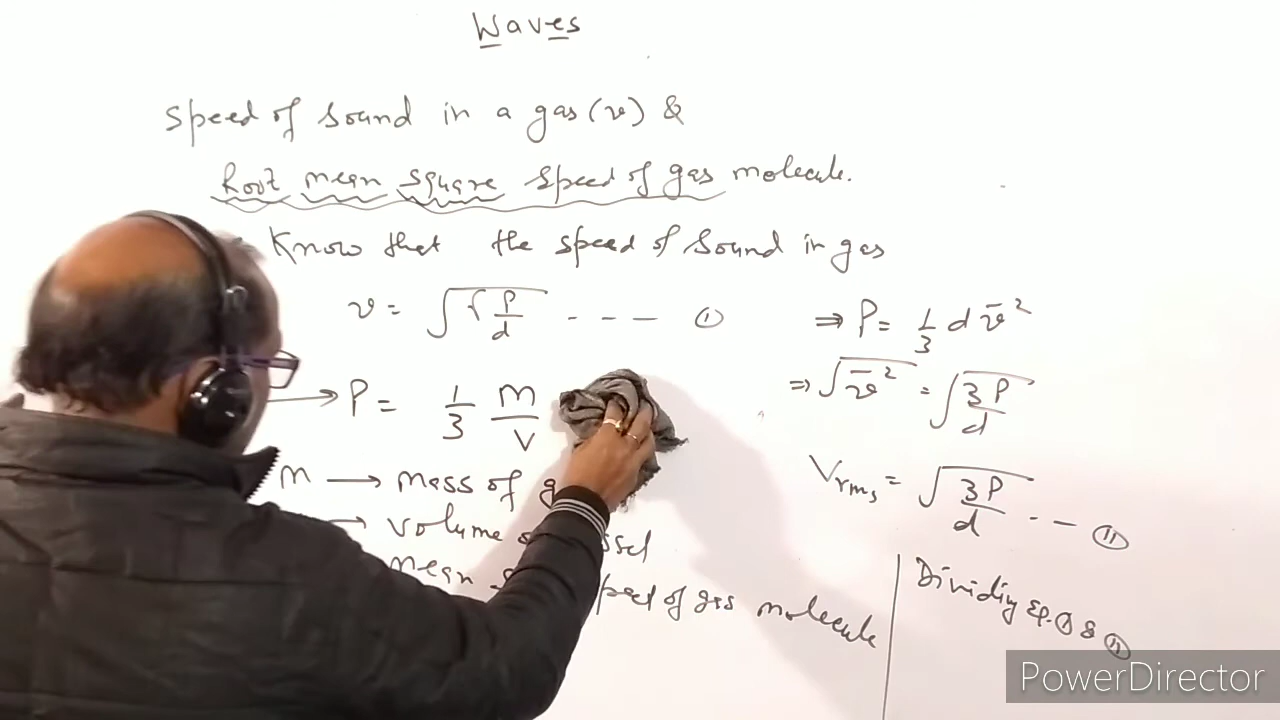 Waves
Speed of Sound in a gas (v) &
Root mean square Speed of gas molecule.
Know that the speed of Sound in gas
v = √(γ P/d) - - - ①
→ P = 1/3 M/V
M → mass of
→ volume
mean speed of gas molecule
⇒ P = 1/3 d v̄²
⇒ √v̄² = √(3P/d)
Vrms = √(3P/d) - - ⑪
Dividing eq. ① & ⑪
PowerDirector